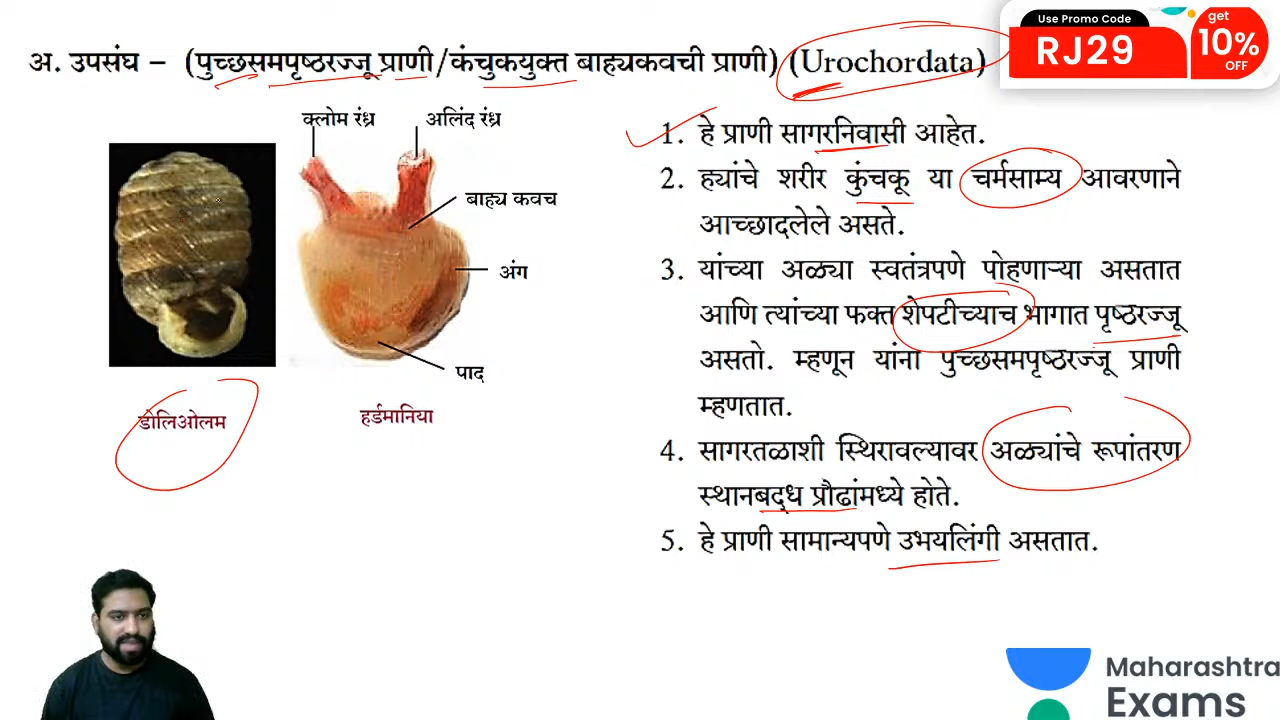 अ. उपसंघ – (पुच्छसमपृष्ठरज्जू प्राणी/कंचुकयुक्त बाह्यकवची प्राणी) (Urochordata)
Use Promo Code
RJ29
get
10%
OFF
क्लोम रंध्र
अलिंद रंध्र
बाह्य कवच
अंग
पाद
डोलिओलम
हर्डमानिया
1. हे प्राणी सागरनिवासी आहेत.
2. ह्यांचे शरीर कुंचकू या चर्मसाम्य आवरणाने
आच्छादलेले असते.
3. यांच्या अळ्या स्वतंत्रपणे पोहणाऱ्या असतात
आणि त्यांच्या फक्त शेपटीच्याच भागात पृष्ठरज्जू
असतो. म्हणून यांना पुच्छसमपृष्ठरज्जू प्राणी
म्हणतात.
4. सागरतळाशी स्थिरावल्यावर अळ्यांचे रूपांतरण
स्थानबद्ध प्रौढांमध्ये होते.
5. हे प्राणी सामान्यपणे उभयलिंगी असतात.
Maharashtra
Exams